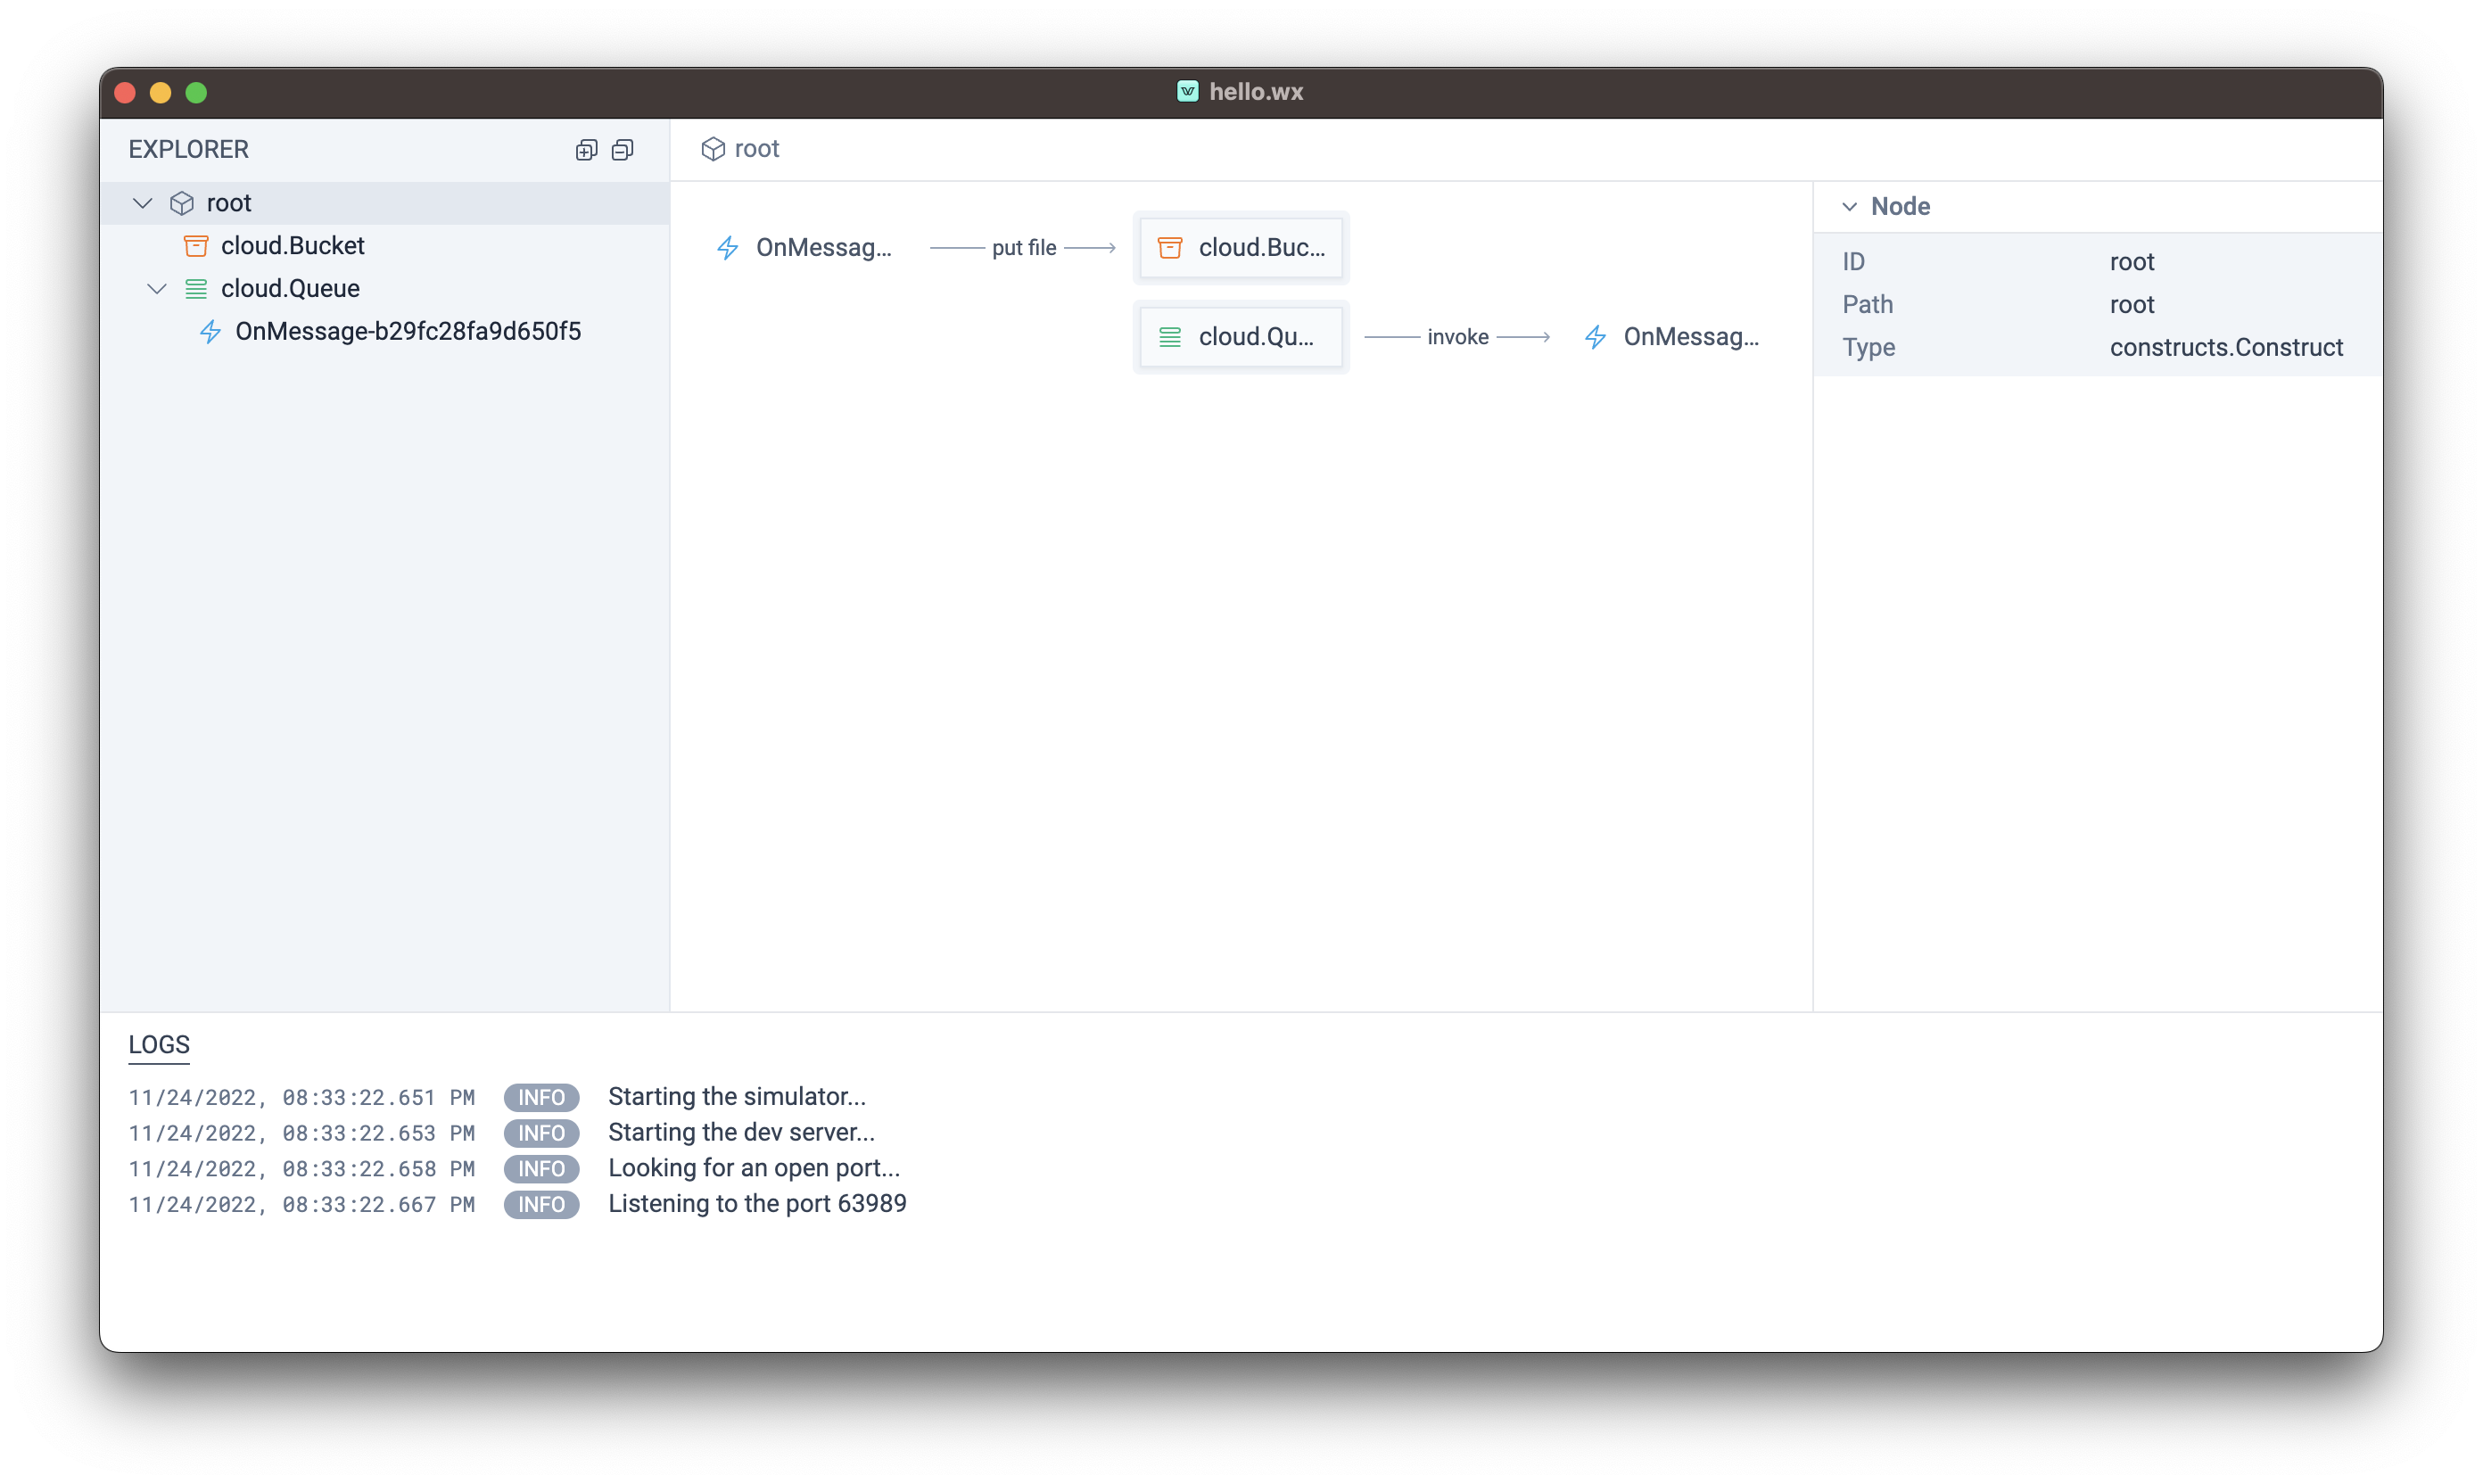 hello.wx
EXPLORER
root
cloud.Bucket
cloud.Queue
OnMessage-b29fc28fa9d650f5
root
OnMessag... put file cloud.Buc...
cloud.Qu... invoke OnMessag...
Node
ID root
Path root
Type constructs.Construct
LOGS
11/24/2022, 08:33:22.651 PM INFO Starting the simulator...
11/24/2022, 08:33:22.653 PM INFO Starting the dev server...
11/24/2022, 08:33:22.658 PM INFO Looking for an open port...
11/24/2022, 08:33:22.667 PM INFO Listening to the port 63989